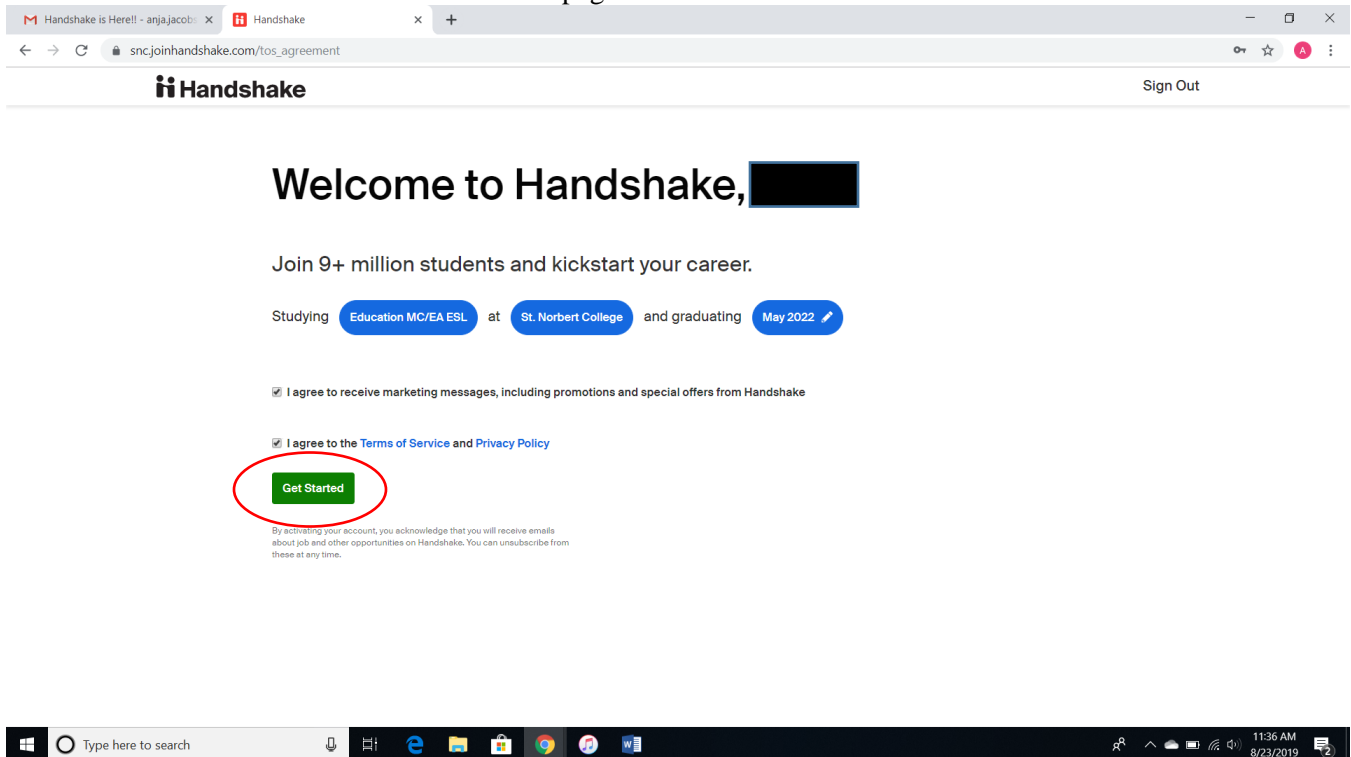 page
Handshake is Here!! - anja.jacobs
Handshake
snc.joinhandshake.com/tos_agreement
A
Handshake
Sign Out
Welcome to Handshake,
Join 9+ million students and kickstart your career.
Studying Education MC/EA ESL at St. Norbert College and graduating May 2022
I agree to receive marketing messages, including promotions and special offers from Handshake
I agree to the Terms of Service and Privacy Policy
Get Started
By activating your account, you acknowledge that you will receive emails
about job and other opportunities on Handshake. You can unsubscribe from
these at any time.
Type here to search
11:36 AM
8/23/2019
2